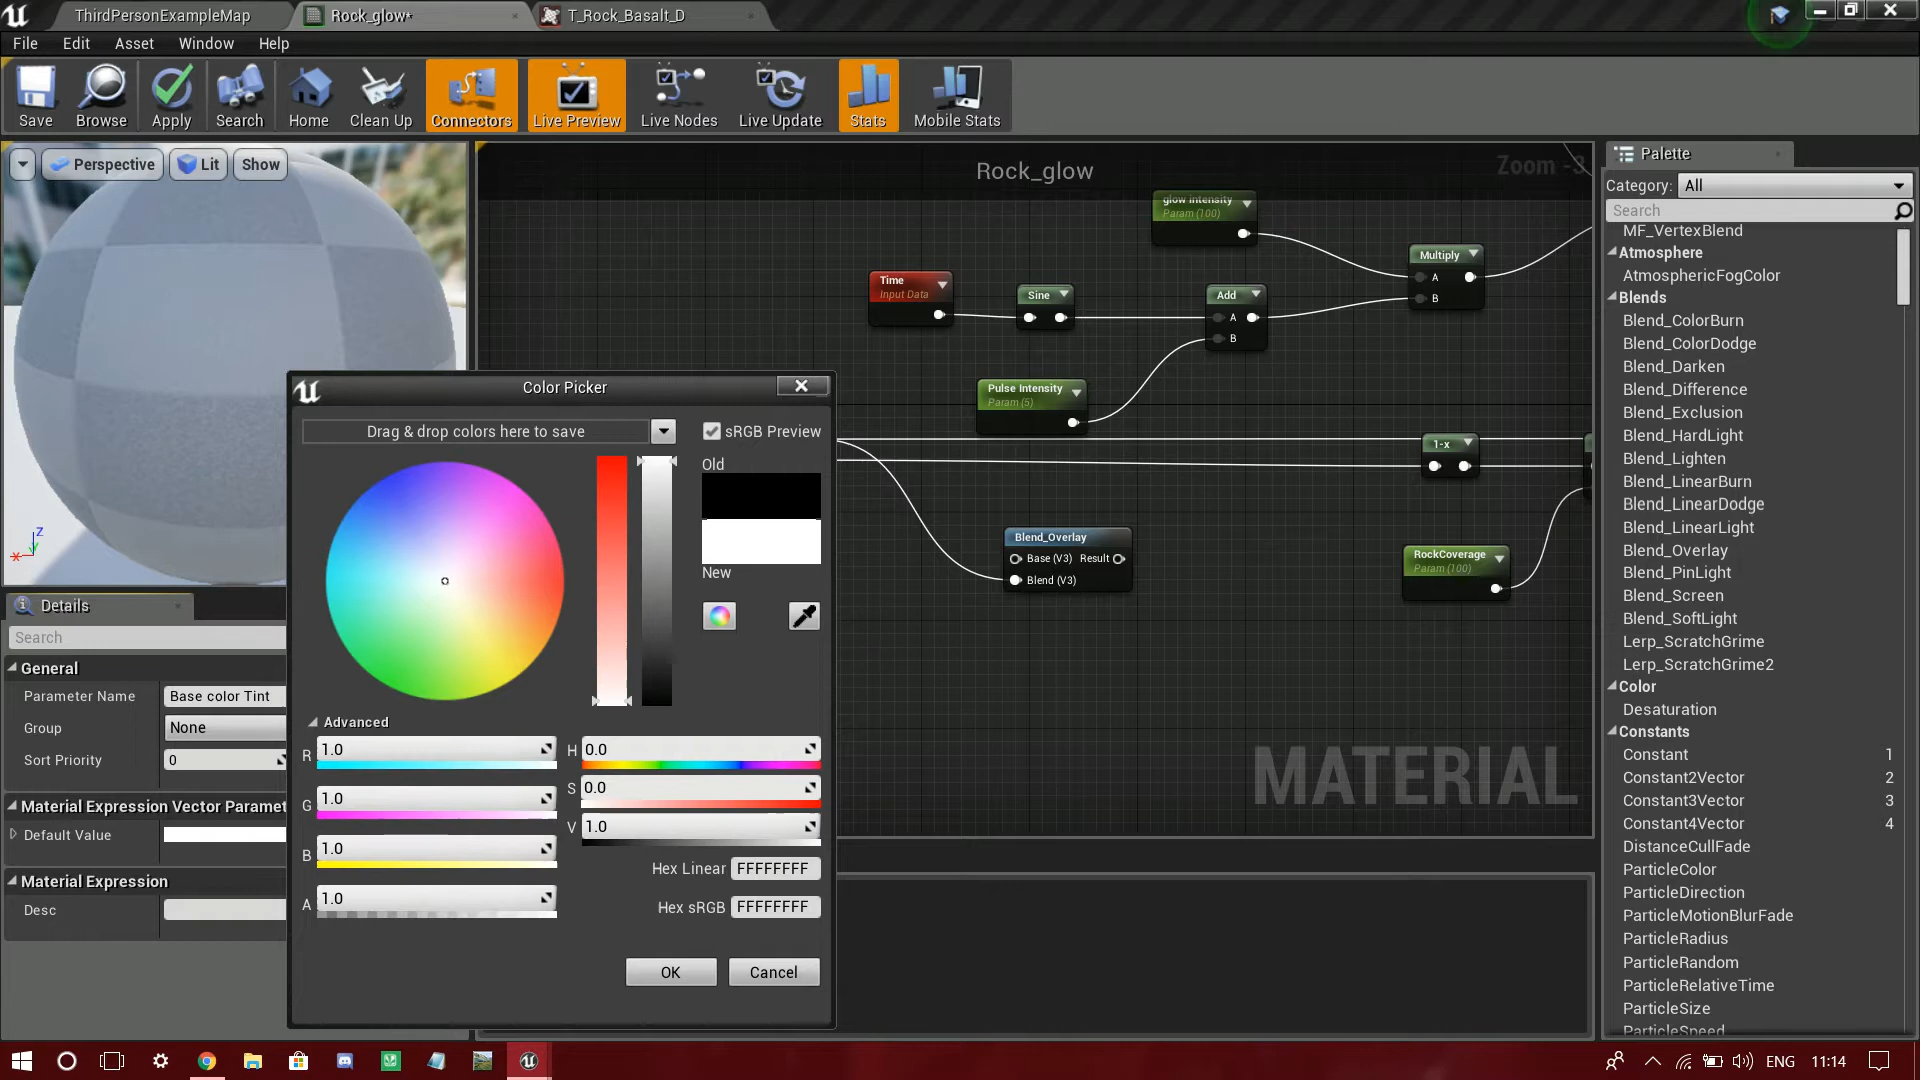 ThirdPersonExampleMap
Rock_glow*
T_Rock_Basalt_D
File Edit Asset Window Help
Save Browse Apply Search Home Clean Up Connectors Live Preview Live Nodes Live Update Stats Mobile Stats
Perspective Lit Show
Rock_glow
Zoom -3
Palette
Category: All
Search
MF_VertexBlend
Atmosphere
AtmosphericFogColor
Blends
Blend_ColorBurn
Blend_ColorDodge
Blend_Darken
Blend_Difference
Blend_Exclusion
Blend_HardLight
Blend_Lighten
Blend_LinearBurn
Blend_LinearDodge
Blend_LinearLight
Blend_Overlay
Blend_PinLight
Blend_Screen
Blend_SoftLight
Lerp_ScratchGrime
Lerp_ScratchGrime2
Color
Desaturation
Constants
Constant 1
Constant2Vector 2
Constant3Vector 3
Constant4Vector 4
DistanceCullFade
ParticleColor
ParticleDirection
ParticleMotionBlurFade
ParticleRadius
ParticleRandom
ParticleRelativeTime
ParticleSize
ParticleSpeed
glow intensity
Param (100)
Time
Input Data
Sine
Add
A
B
Multiply
A
B
Pulse Intensity
Param (5)
1-x
Blend_Overlay
Base (V3) Result
Blend (V3)
RockCoverage
Param (100)
MATERIAL
Z
X
Details
Search
General
Parameter Name Base color Tint
Group None
Sort Priority 0
Material Expression Vector Paramet
Default Value
Material Expression
Desc
Color Picker
Drag & drop colors here to save
sRGB Preview
Old
New
Advanced
R 1.0
G 1.0
B 1.0
A 1.0
H 0.0
S 0.0
V 1.0
Hex Linear FFFFFFFF
Hex sRGB FFFFFFFF
OK Cancel
ENG 11:14